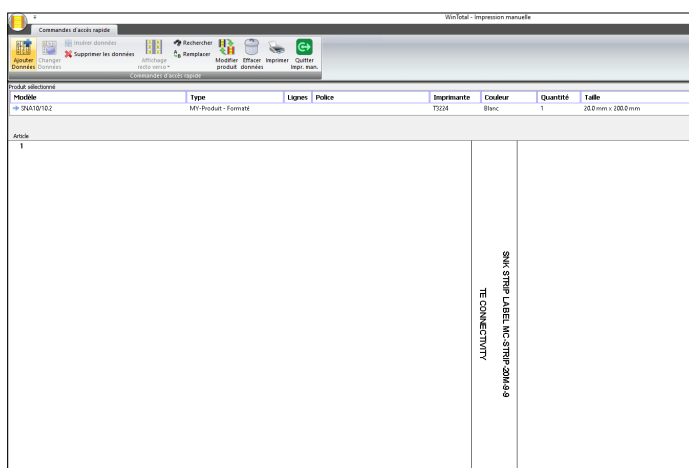 WinTotal - Impression manuelle
Commandes d'accès rapide
Ajouter Données
Changer Données
Insérer données
Supprimer les données
Affichage recto verso
Rechercher
Remplacer
Modifier produit
Effacer données
Imprimer
Quitter Impr. man.
Commandes d'accès rapide
Produit sélectionné
Modèle Type Lignes Police Imprimante Couleur Quantité Taille
SNA10/10.2 MY-Produit - Formaté T3224 Blanc 1 20.0 mm x 200.0 mm
Article
1
SNK STRIP LABEL MC-STRIP-20M-9-9
TE CONNECTIVITY